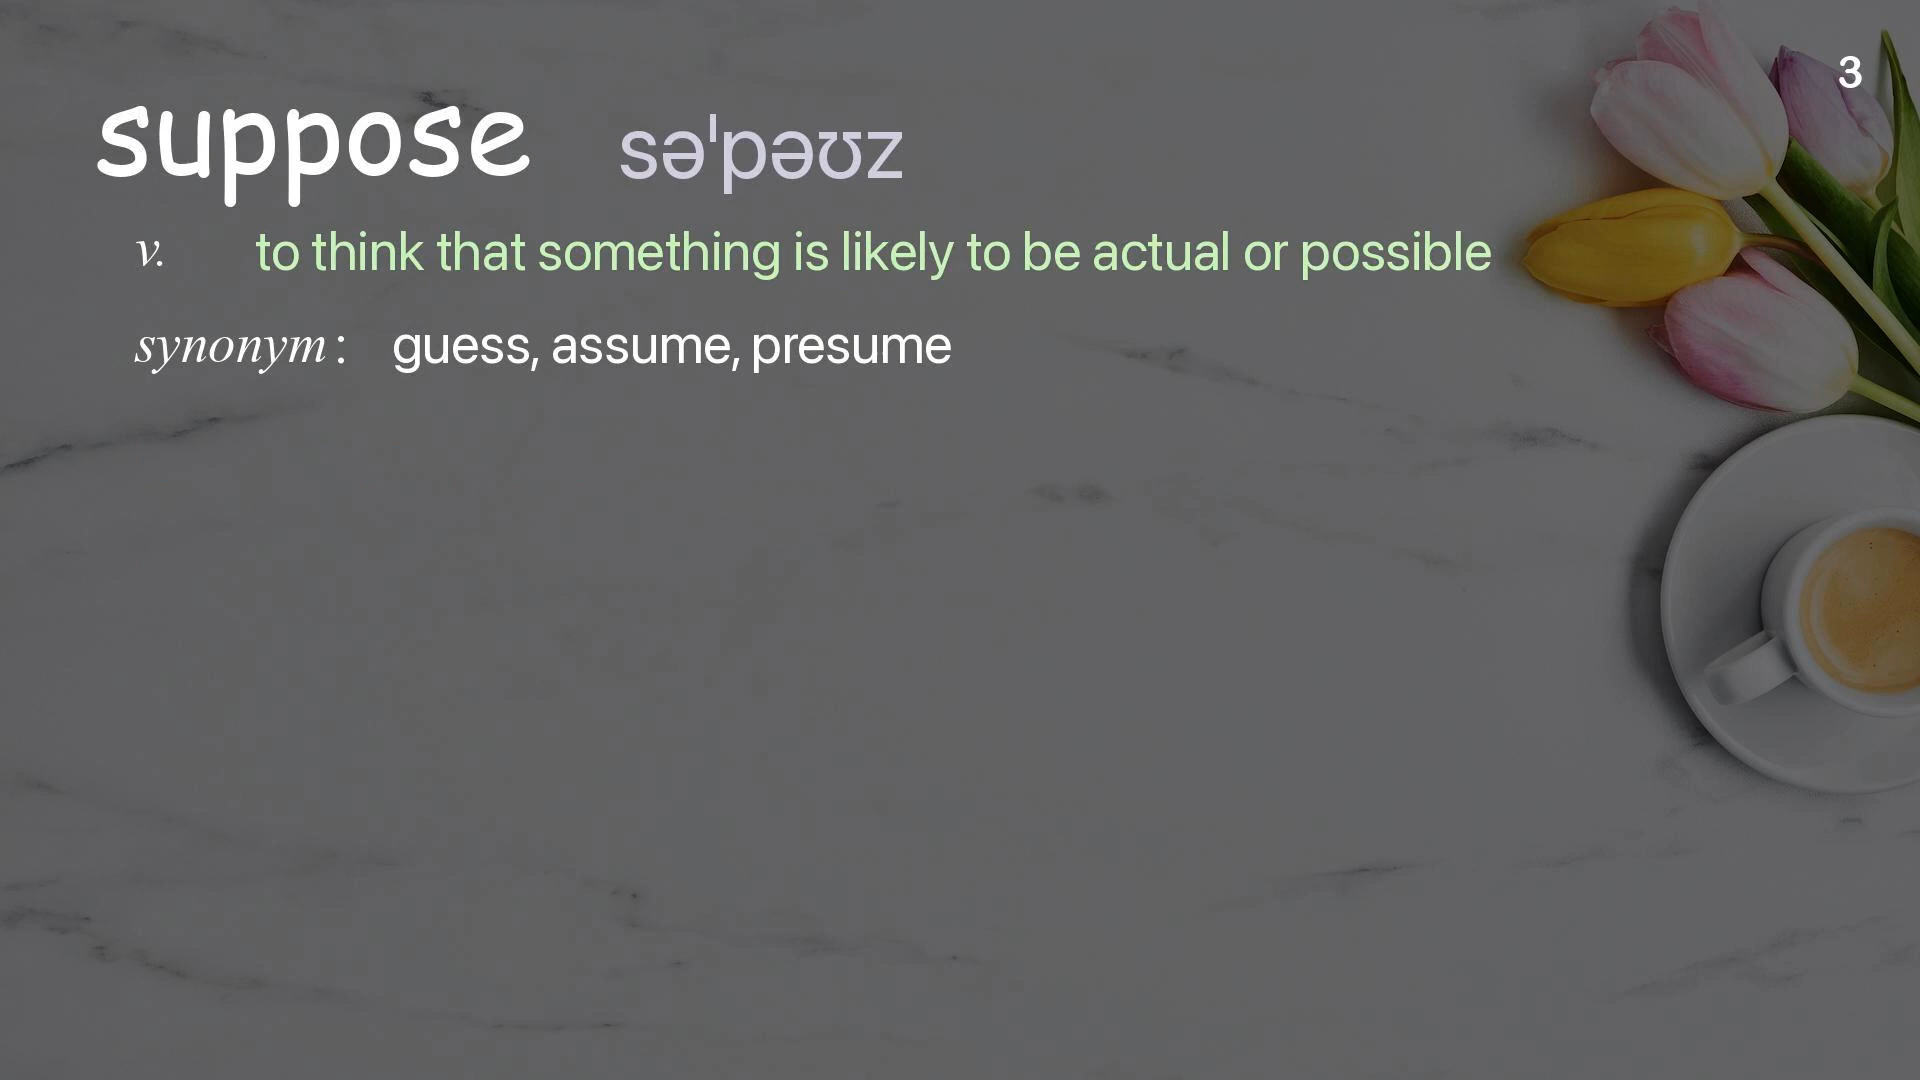 3
suppose səˈpəʊz
v. to think that something is likely to be actual or possible
synonym : guess, assume, presume